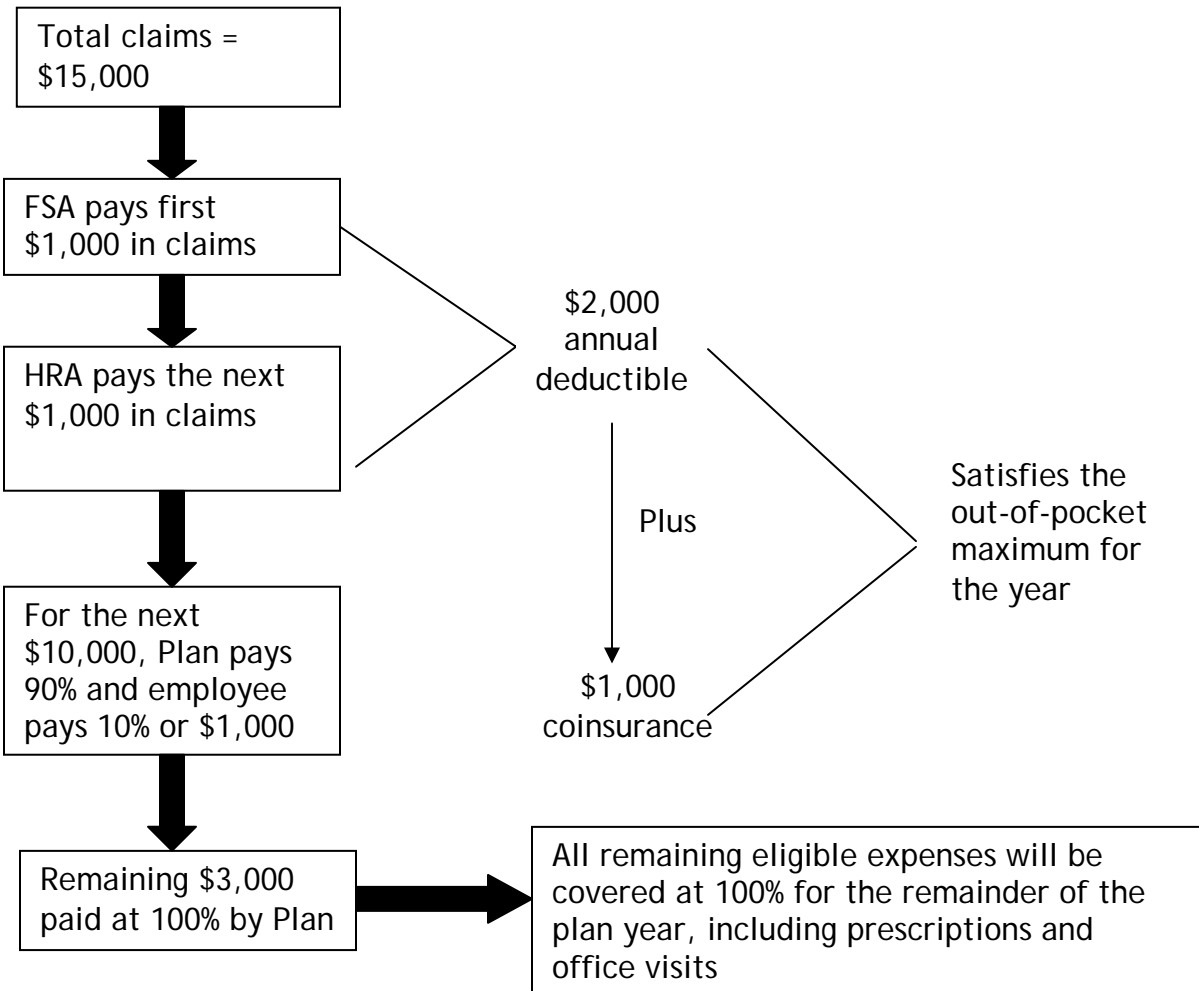 Total claims =
$15,000
FSA pays first
$1,000 in claims
HRA pays the next
$1,000 in claims
$2,000
annual
deductible
Plus
$1,000
coinsurance
Satisfies the
out-of-pocket
maximum for
the year
For the next
$10,000, Plan pays
90% and employee
pays 10% or $1,000
Remaining $3,000
paid at 100% by Plan
All remaining eligible expenses will be
covered at 100% for the remainder of the
plan year, including prescriptions and
office visits